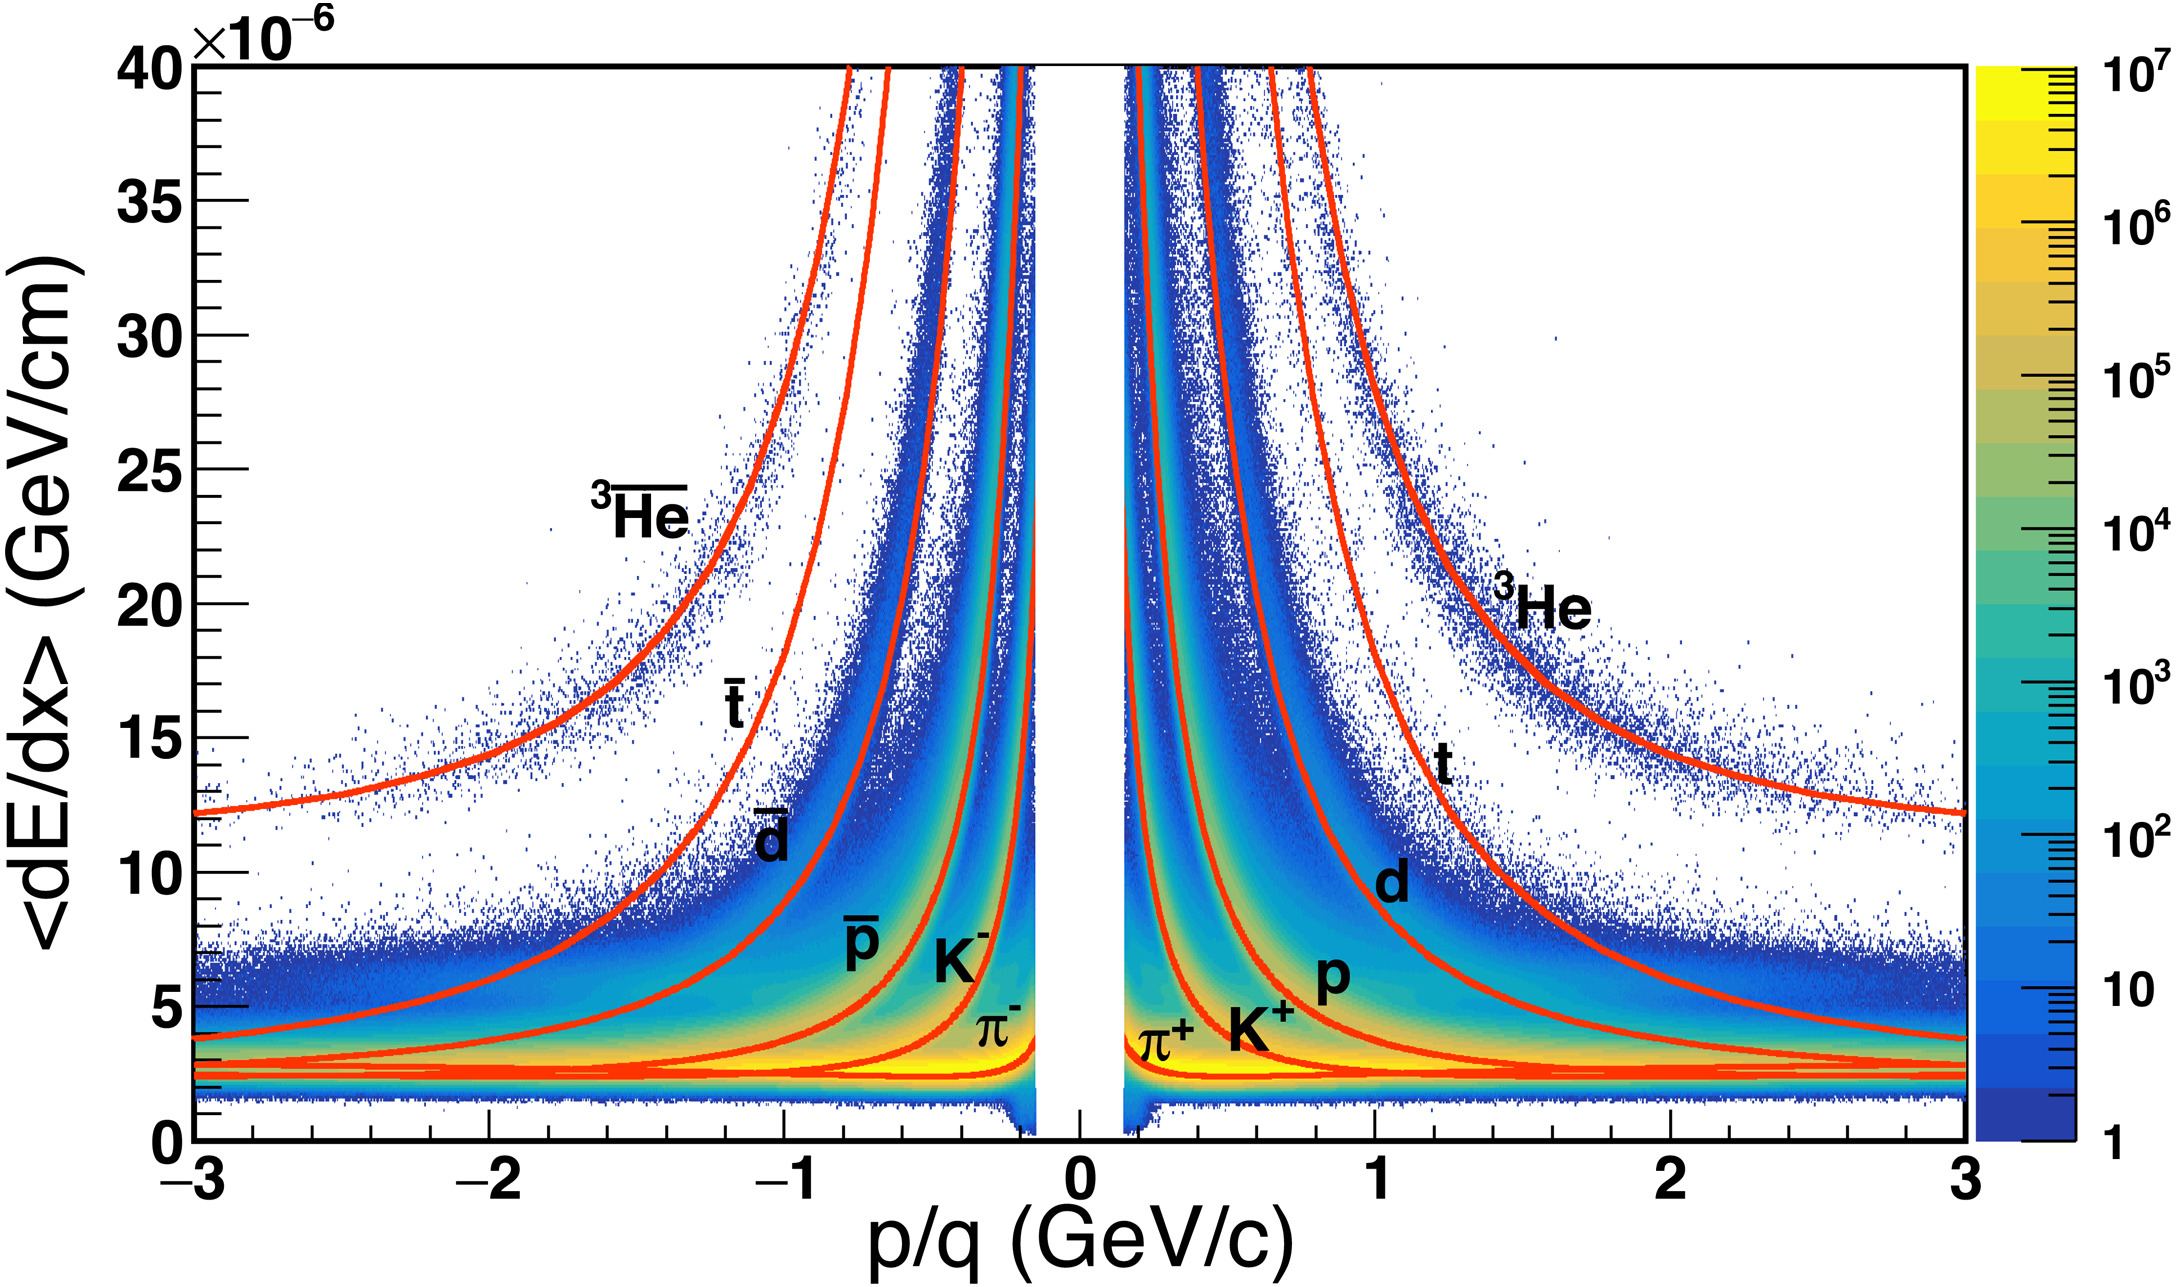 ×10⁻⁶
40
35
30
25
20
15
10
5
0
<dE/dx> (GeV/cm)
³H̅e̅
t̅
d̅
p̅
K⁻
π⁻
π⁺
K⁺
p
d
t
³He
−3 −2 −1 0 1 2 3
p/q (GeV/c)
10⁷
10⁶
10⁵
10⁴
10³
10²
10
1